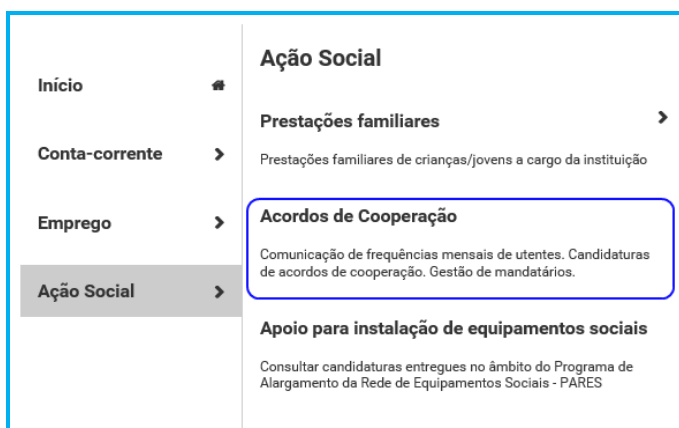 Início
Conta-corrente
Emprego
Ação Social
Ação Social
Prestações familiares
Prestações familiares de crianças/jovens a cargo da instituição
Acordos de Cooperação
Comunicação de frequências mensais de utentes. Candidaturas
de acordos de cooperação. Gestão de mandatários.
Apoio para instalação de equipamentos sociais
Consultar candidaturas entregues no âmbito do Programa de
Alargamento da Rede de Equipamentos Sociais - PARES